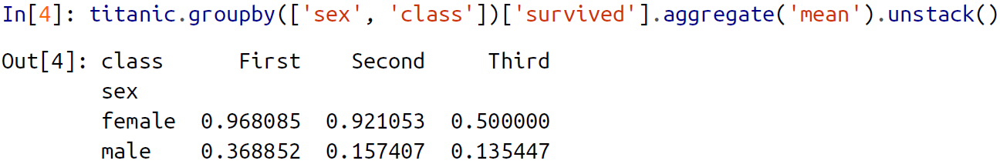 In[4]: titanic.groupby(['sex', 'class'])['survived'].aggregate('mean').unstack()
Out[4]: class      First    Second     Third
        sex
        female  0.968085  0.921053  0.500000
        male    0.368852  0.157407  0.135447